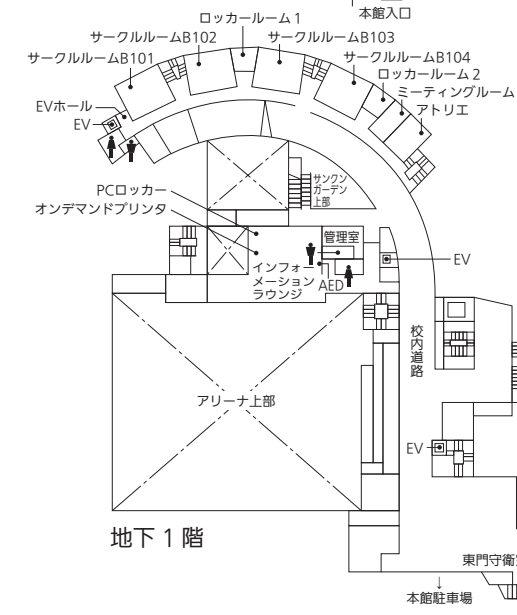 ↑
本館入口
ロッカールーム 1
サークルルームB102
サークルルームB103
サークルルームB101
サークルルームB104
ロッカールーム 2
ミーティングルーム
アトリエ
EVホール
EV
サンクン
ガーデン
上部
PCロッカー
オンデマンドプリンタ
管理室
インフォ-
メーション
ラウンジ
AED
EV
校内道路
アリーナ上部
EV
地下 1 階
東門守衛室
↓
本館駐車場